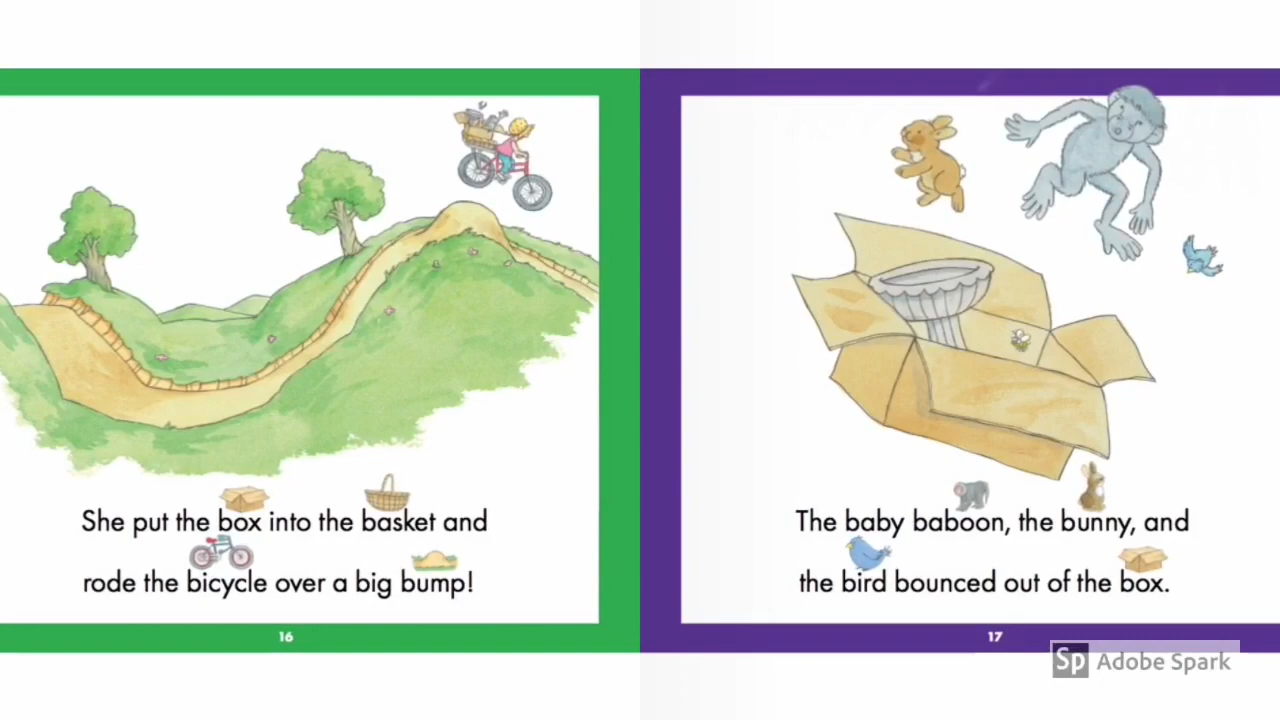 She put the box into the basket and
rode the bicycle over a big bump!
16
The baby baboon, the bunny, and
the bird bounced out of the box.
17
Sp Adobe Spark